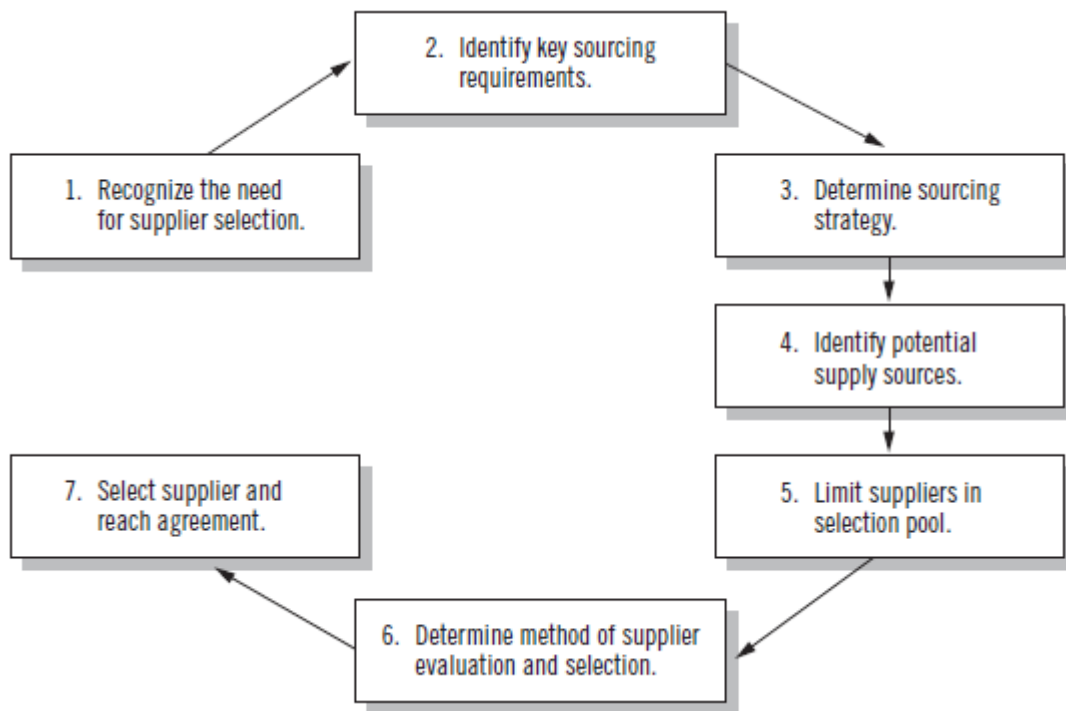 1. Recognize the need
for supplier selection.
2. Identify key sourcing
requirements.
3. Determine sourcing
strategy.
4. Identify potential
supply sources.
5. Limit suppliers in
selection pool.
6. Determine method of supplier
evaluation and selection.
7. Select supplier and
reach agreement.